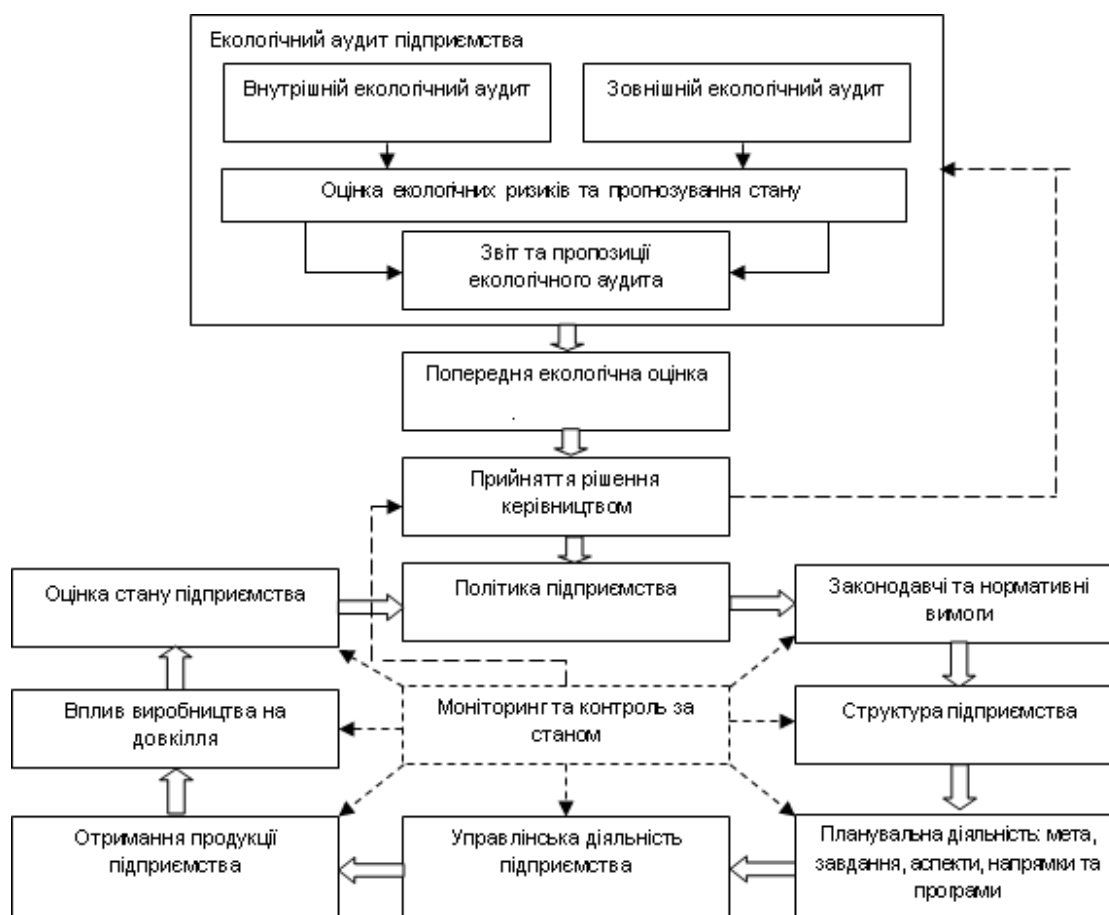 Екологічний аудит підприємства
Внутрішній екологічний аудит
Зовнішній екологічний аудит
Оцінка екологічних ризиків та прогнозування стану
Звіт та пропозиції
екологічного аудита
Попередня екологічна оцінка
.
Прийняття рішення
керівництвом
Оцінка стану підприємства
Політика підприємства
Законодавчі та нормативні
вимоги
Вплив виробництва на
довкілля
Моніторинг та контроль за
станом
Структура підприємства
Отримання продукції
підприємства
Управлінська діяльність
підприємства
Планувальна діяльність: мета,
завдання, аспекти, напрямки та
програми